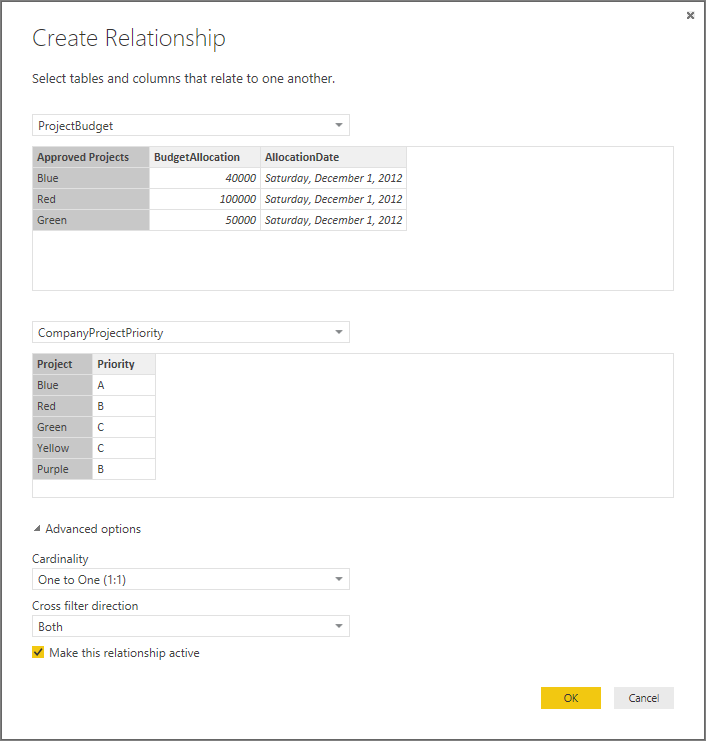 Create Relationship
Select tables and columns that relate to one another.
ProjectBudget
Approved Projects BudgetAllocation AllocationDate
Blue 40000 Saturday, December 1, 2012
Red 100000 Saturday, December 1, 2012
Green 50000 Saturday, December 1, 2012
CompanyProjectPriority
Project Priority
Blue A
Red B
Green C
Yellow C
Purple B
Advanced options
Cardinality
One to One (1:1)
Cross filter direction
Both
Make this relationship active
OK Cancel